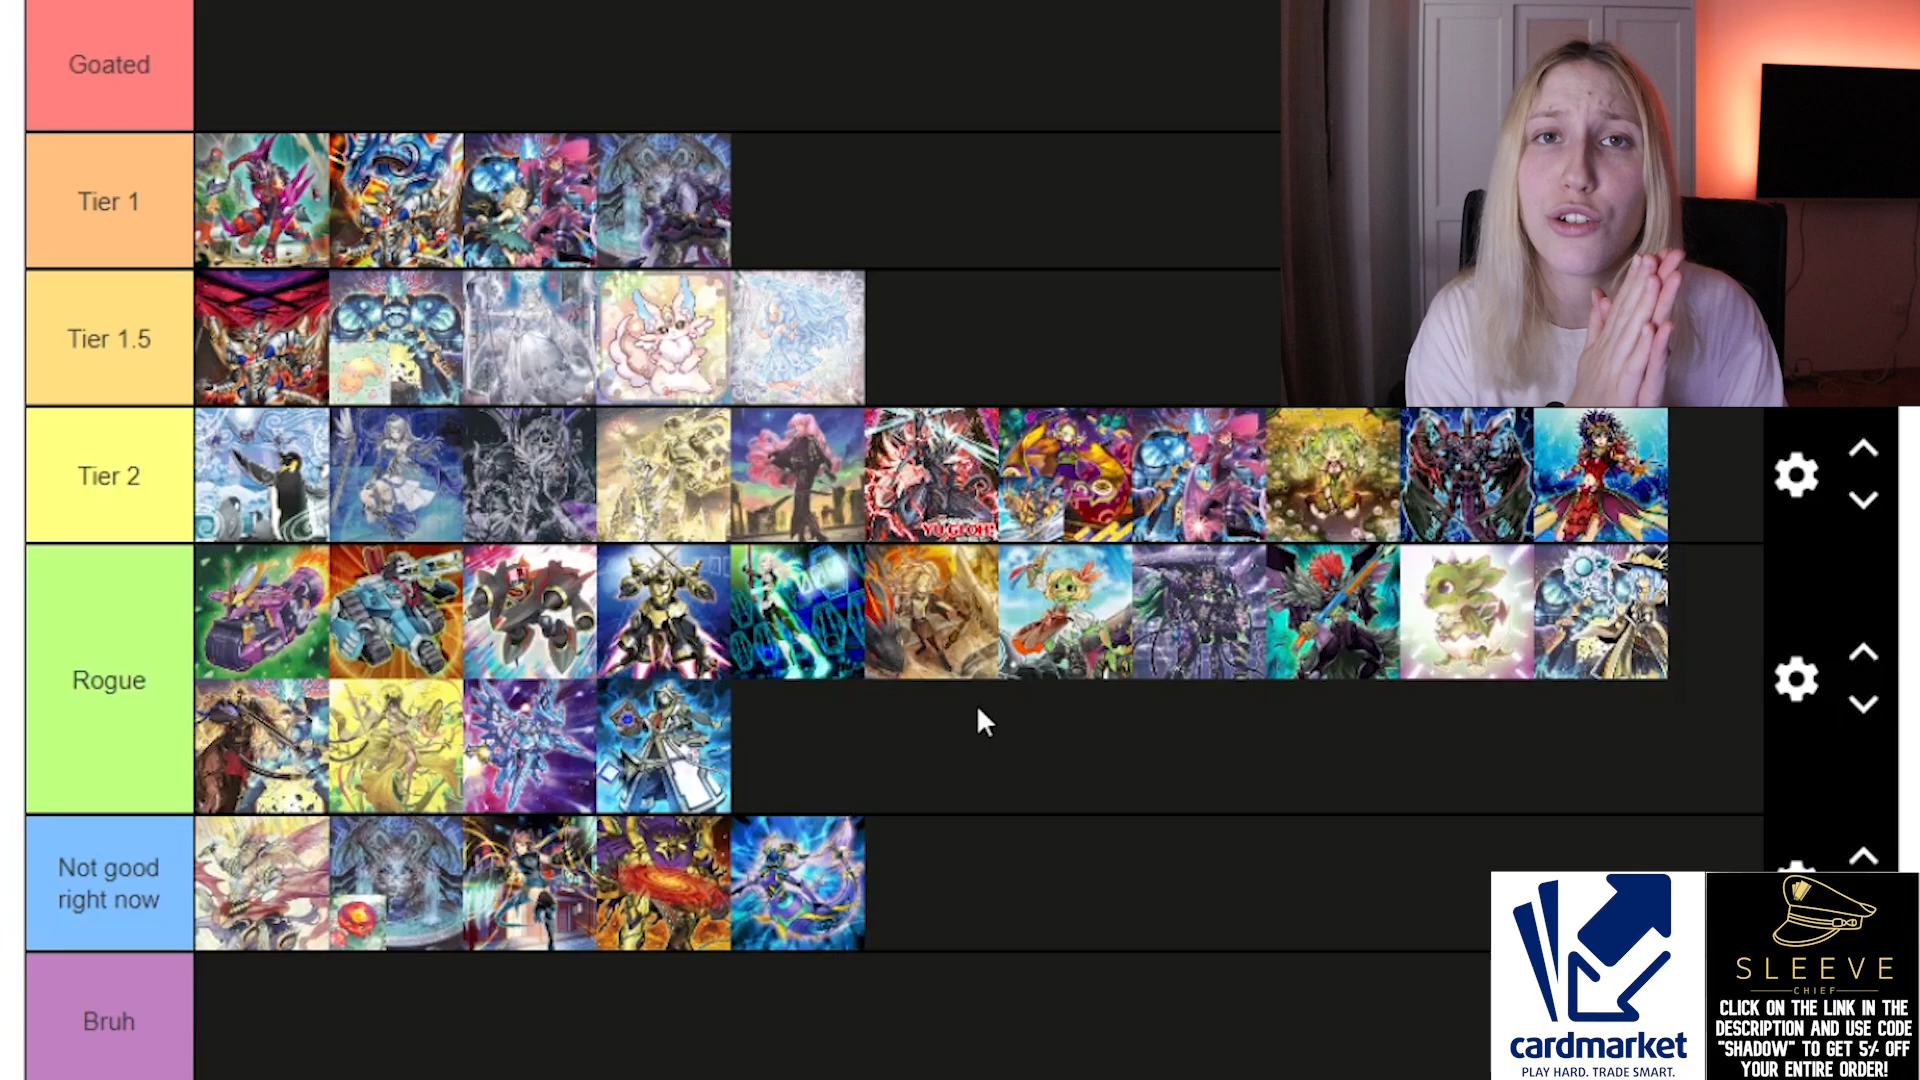 Goated
Tier 1
Tier 1.5
Tier 2
YU-GI-OH!
Rogue
Not good
right now
Bruh
cardmarket
PLAY HARD. TRADE SMART.
SLEEVE
CHIEF
CLICK ON THE LINK IN THE
DESCRIPTION AND USE CODE
"SHADOW" TO GET 5% OFF
YOUR ENTIRE ORDER!